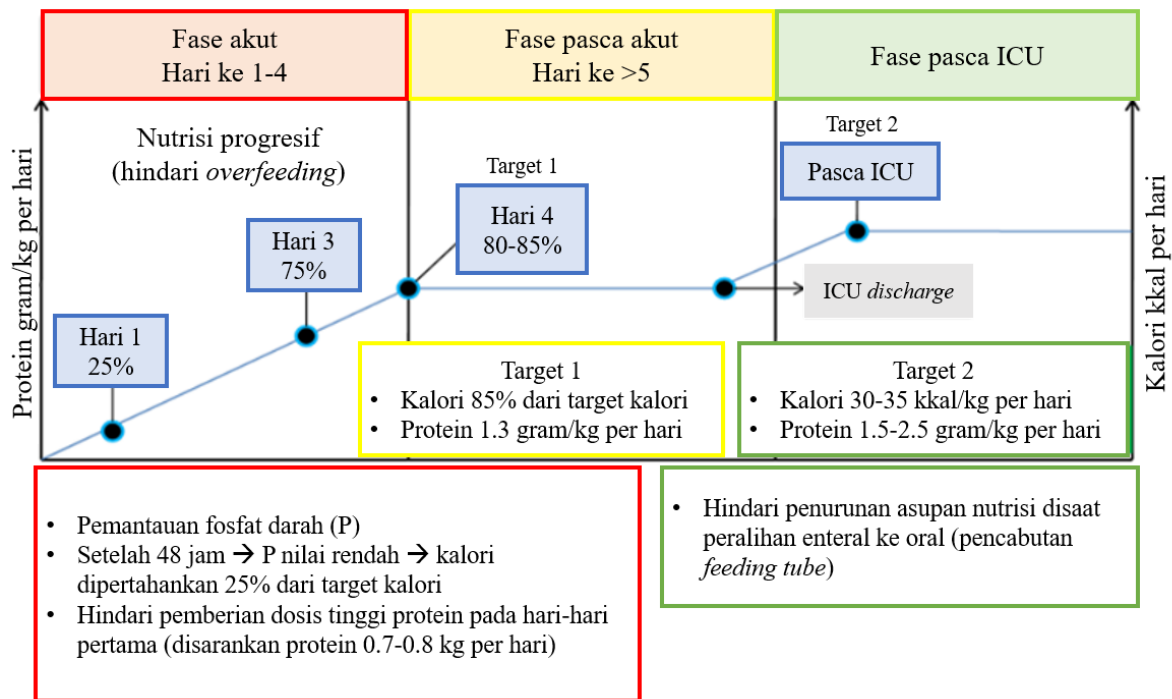 Fase akut
Hari ke 1-4
Fase pasca akut
Hari ke >5
Fase pasca ICU
Protein gram/kg per hari
Kalori kkal per hari
Nutrisi progresif
(hindari overfeeding)
Hari 1
25%
Hari 3
75%
Target 1
Hari 4
80-85%
Target 2
Pasca ICU
ICU discharge
Target 1
• Kalori 85% dari target kalori
• Protein 1.3 gram/kg per hari
Target 2
• Kalori 30-35 kkal/kg per hari
• Protein 1.5-2.5 gram/kg per hari
• Pemantauan fosfat darah (P)
• Setelah 48 jam → P nilai rendah → kalori
dipertahankan 25% dari target kalori
• Hindari pemberian dosis tinggi protein pada hari-hari
pertama (disarankan protein 0.7-0.8 kg per hari)
• Hindari penurunan asupan nutrisi disaat
peralihan enteral ke oral (pencabutan
feeding tube)